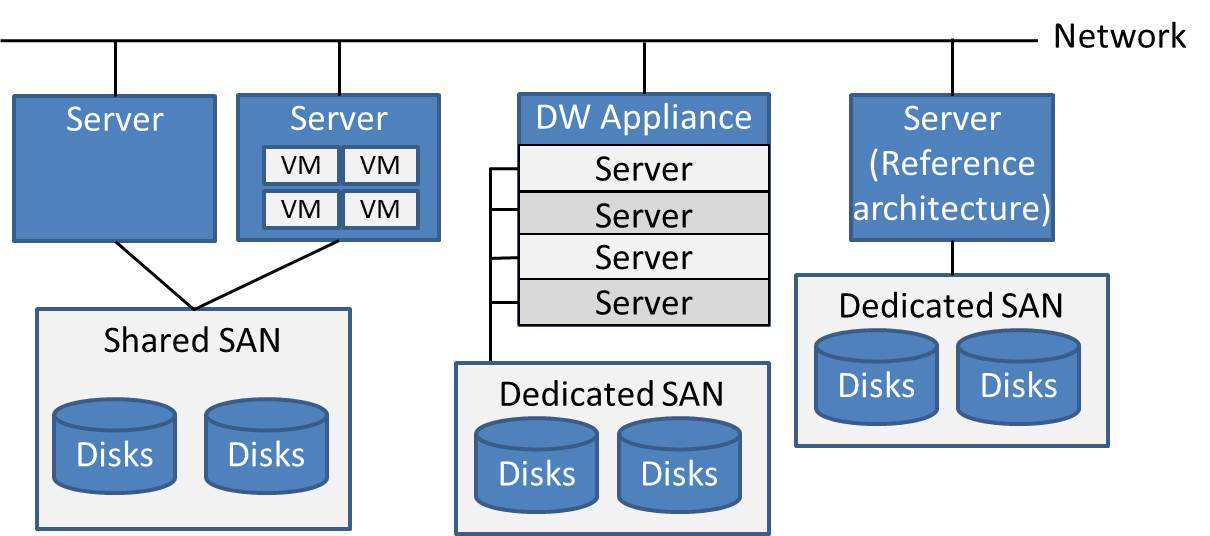 Network
Server
Server
VM VM
VM VM
DW Appliance
Server
Server
Server
Server
Server
(Reference
architecture)
Shared SAN
Disks Disks
Dedicated SAN
Disks Disks
Dedicated SAN
Disks Disks